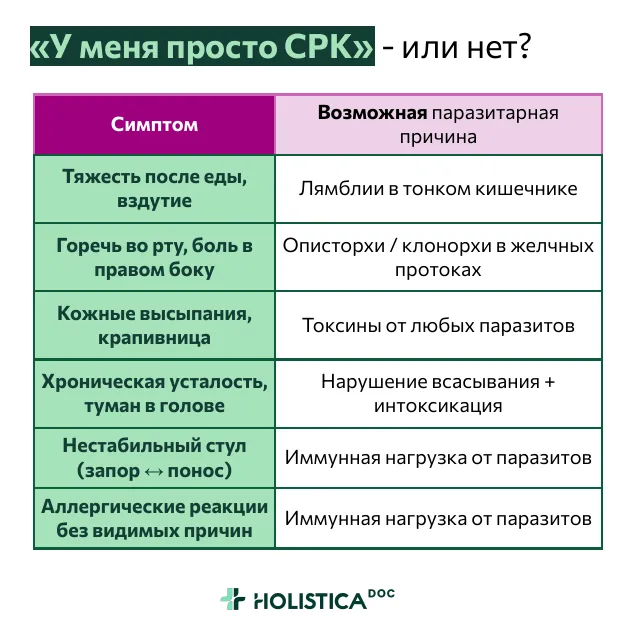 «У меня просто СРК» - или нет?
Симптом
Возможная паразитарная
причина
Тяжесть после еды,
вздутие
Лямблии в тонком кишечнике
Горечь во рту, боль в
правом боку
Описторхи / клонорхи в желчных
протоках
Кожные высыпания,
крапивница
Токсины от любых паразитов
Хроническая усталость,
туман в голове
Нарушение всасывания +
интоксикация
Нестабильный стул
(запор ↔ понос)
Иммунная нагрузка от паразитов
Аллергические реакции
без видимых причин
Иммунная нагрузка от паразитов
HOLISTICA DOC